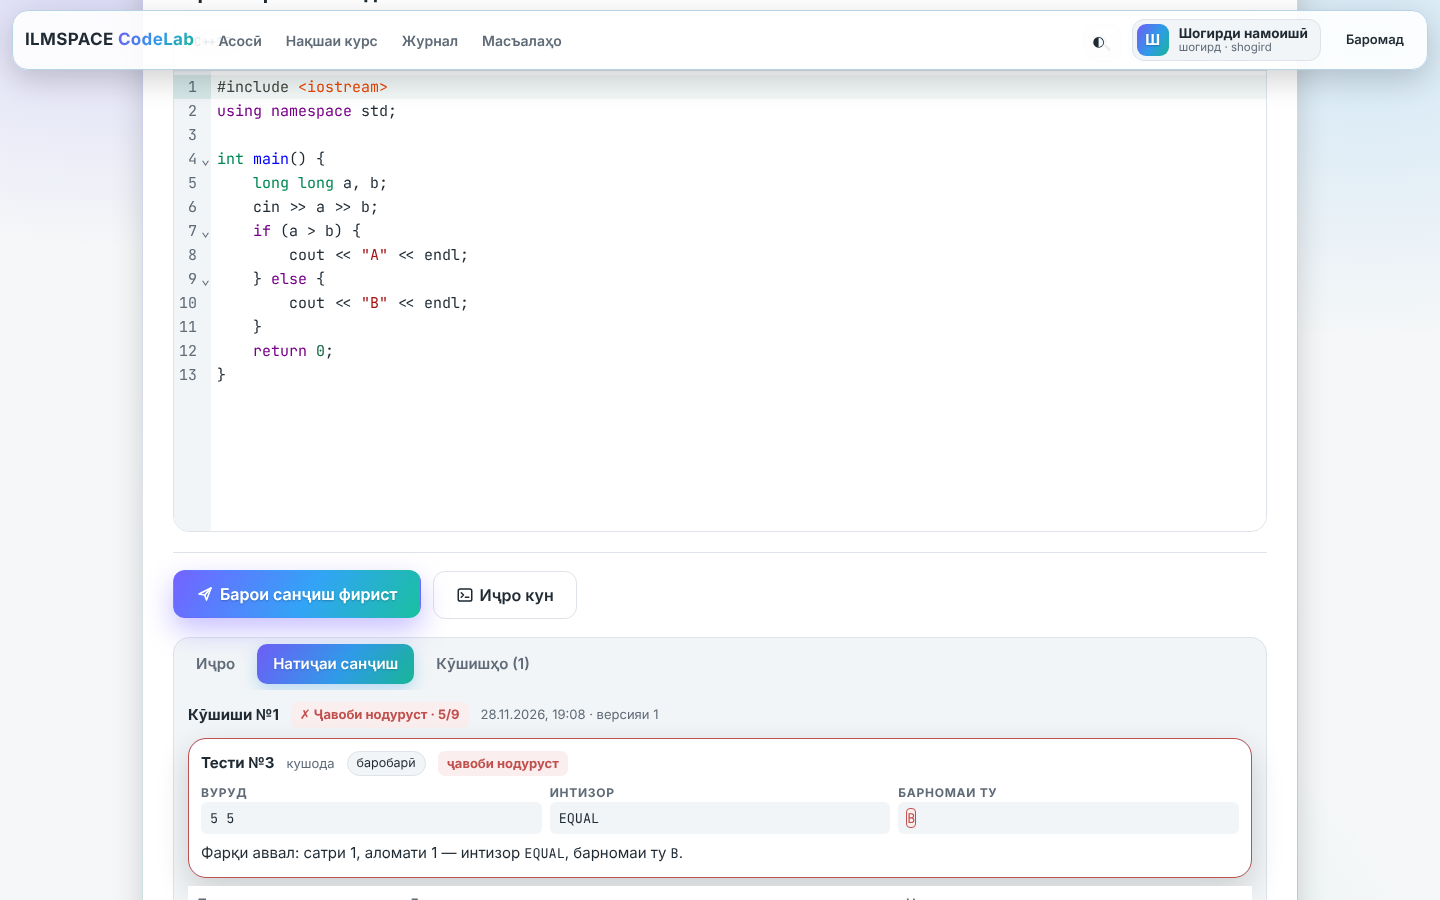 ILMSPACE CodeLab
Асосӣ
Нақшаи курс
Журнал
Масъалаҳо
Ш
Шогирди намоишӣ
шогирд · shogird
Баромад
1 #include <iostream>
2 using namespace std;
3
4 int main() {
5 long long a, b;
6 cin >> a >> b;
7 if (a > b) {
8 cout << "A" << endl;
9 } else {
10 cout << "B" << endl;
11 }
12 return 0;
13 }
Барои санҷиш фирист
Иҷро кун
Иҷро
Натиҷаи санҷиш
Кӯшишҳо (1)
Кӯшиши №1 ✗ Ҷавоби нодуруст · 5/9 28.11.2026, 19:08 · версияи 1
Тести №3 кушода баробарӣ ҷавоби нодуруст
ВУРУД ИНТИЗОР БАРНОМАИ ТУ
5 5 EQUAL B
Фарқи аввал: сатри 1, аломати 1 — интизор EQUAL, барномаи ту B.